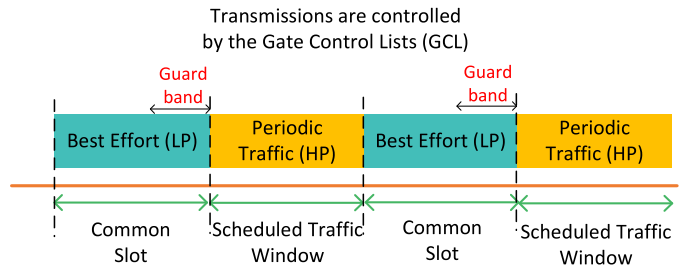 Transmissions are controlled
by the Gate Control Lists (GCL)
Guard
band
Guard
band
Best Effort (LP)
Periodic
Traffic (HP)
Best Effort (LP)
Periodic
Traffic (HP)
Common
Slot
Scheduled Traffic
Window
Common
Slot
Scheduled Traffic
Window